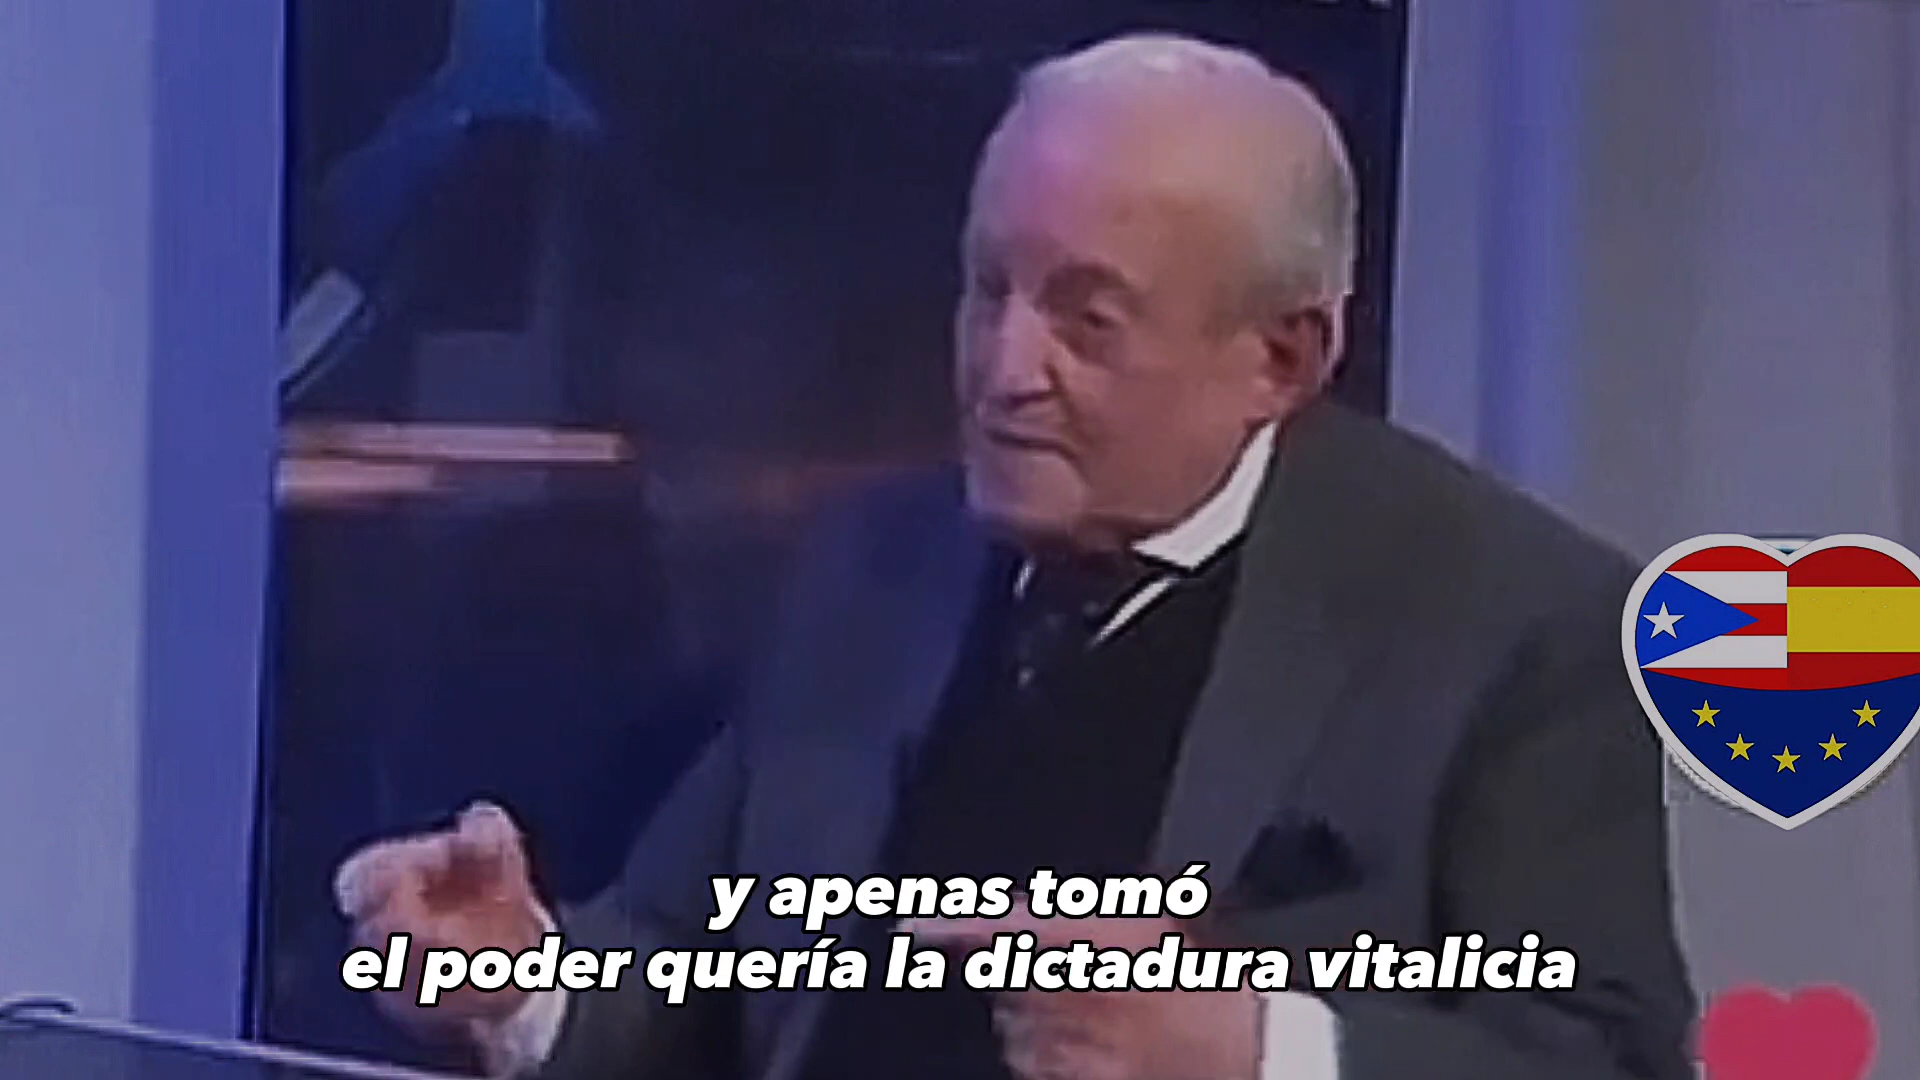 y apenas tomó
el poder quería la dictadura vitalicia